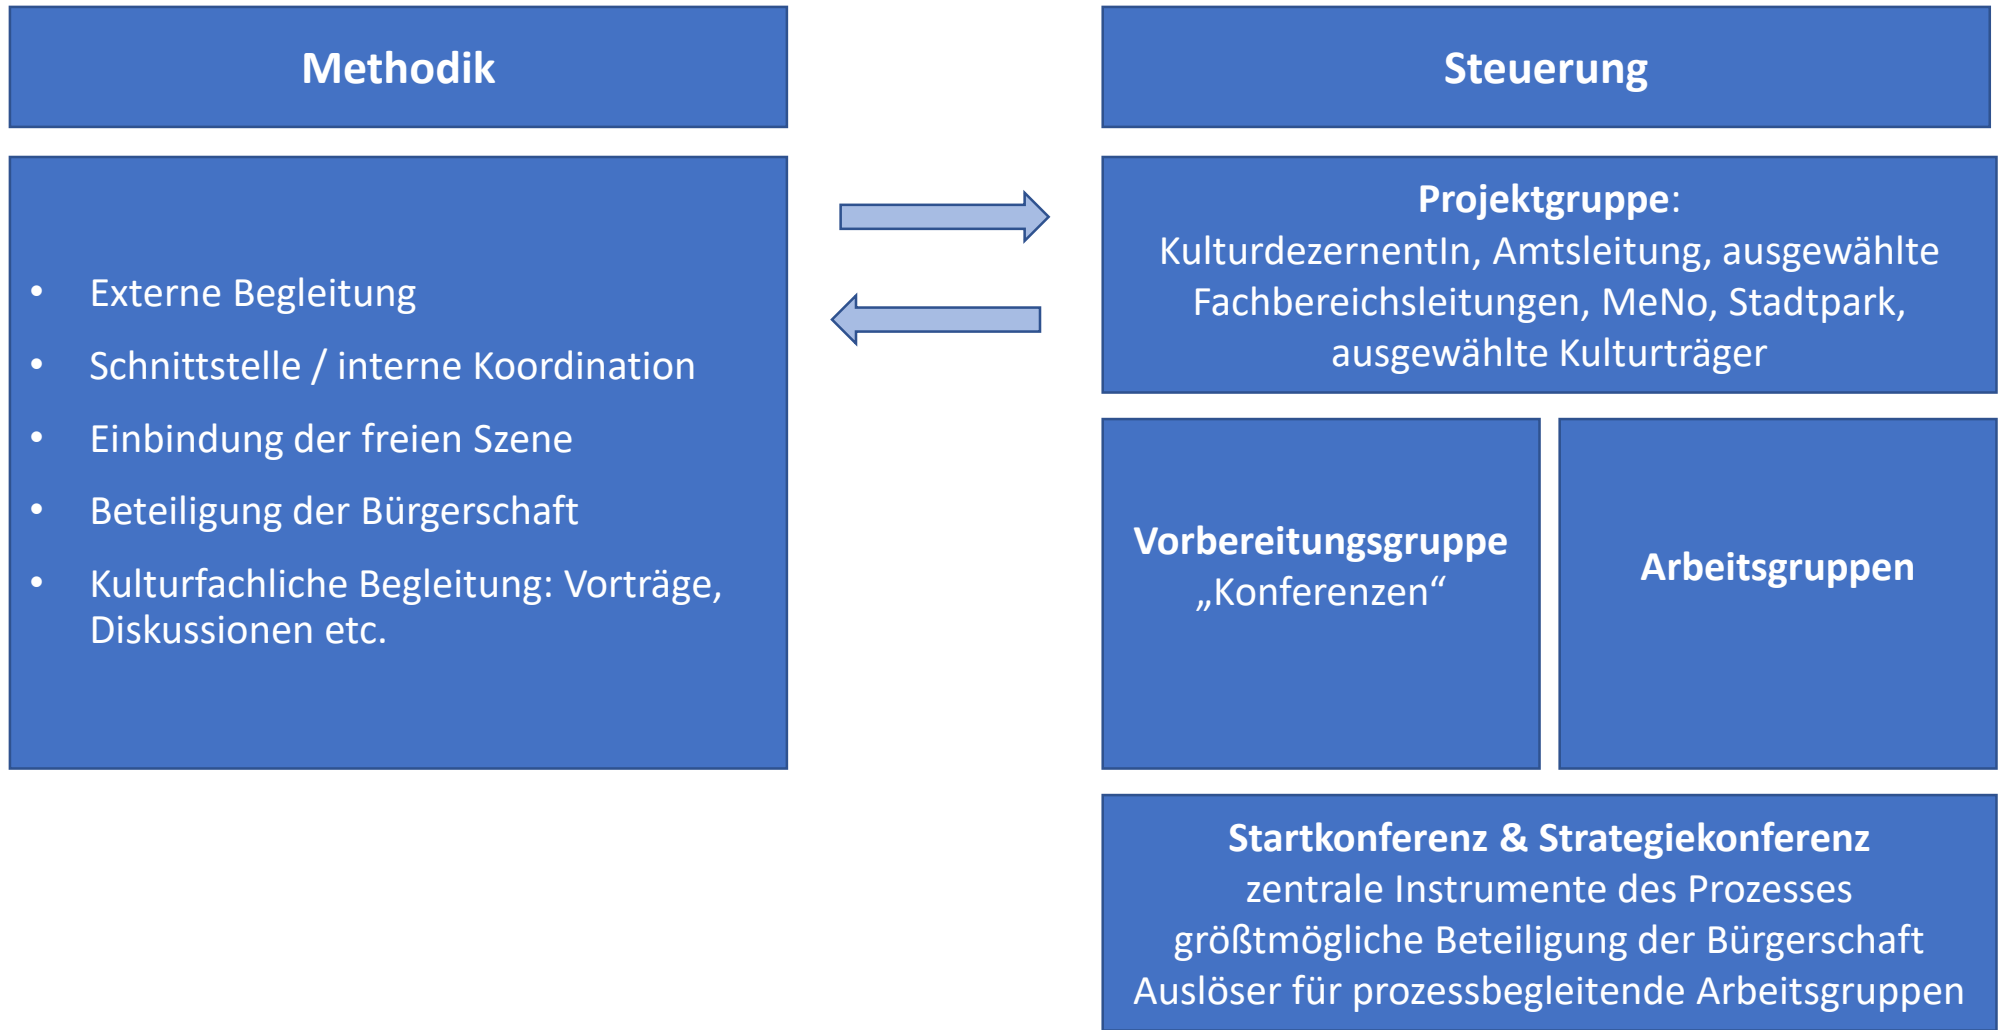 Methodik
• Externe Begleitung
• Schnittstelle / interne Koordination
• Einbindung der freien Szene
• Beteiligung der Bürgerschaft
• Kulturfachliche Begleitung: Vorträge,
Diskussionen etc.
Steuerung
Projektgruppe:
KulturdezernentIn, Amtsleitung, ausgewählte
Fachbereichsleitungen, MeNo, Stadtpark,
ausgewählte Kulturträger
Vorbereitungsgruppe
„Konferenzen“
Arbeitsgruppen
Startkonferenz & Strategiekonferenz
zentrale Instrumente des Prozesses
größtmögliche Beteiligung der Bürgerschaft
Auslöser für prozessbegleitende Arbeitsgruppen